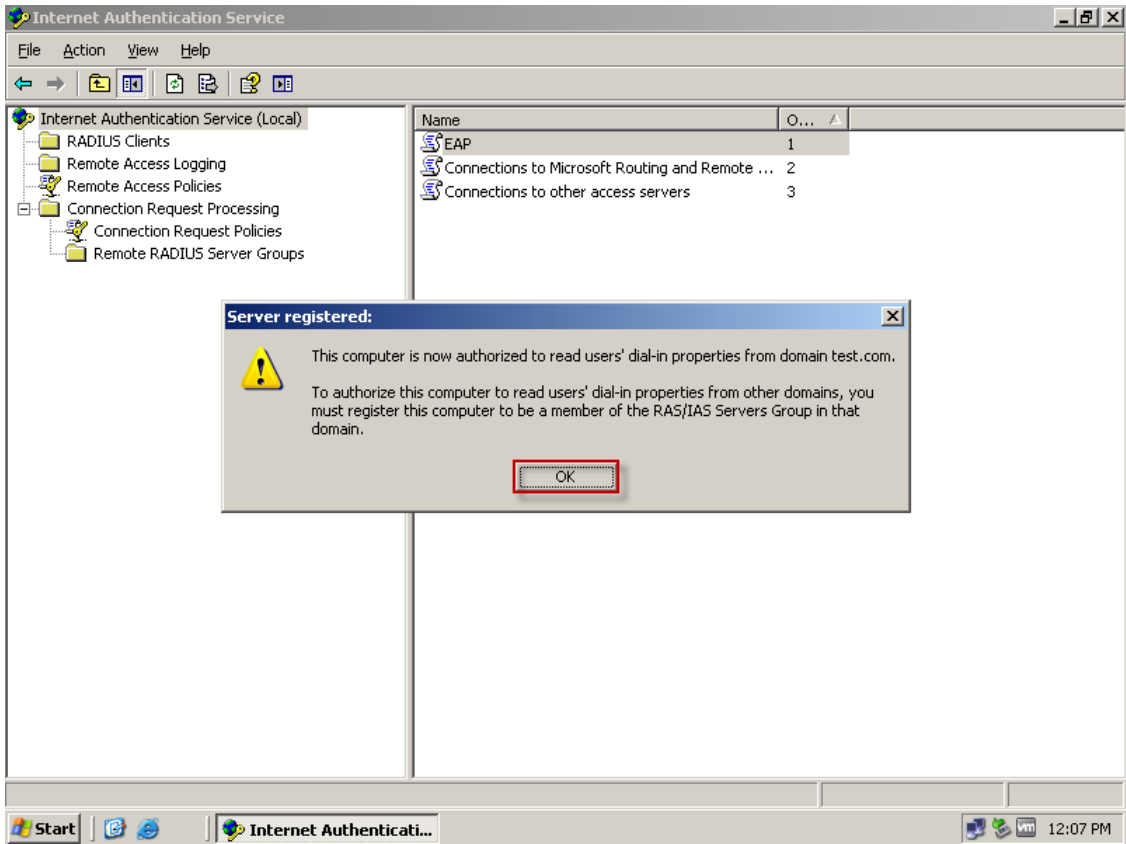 Internet Authentication Service
File Action View Help
Internet Authentication Service (Local)
RADIUS Clients
Remote Access Logging
Remote Access Policies
Connection Request Processing
Connection Request Policies
Remote RADIUS Server Groups
Name O...
EAP 1
Connections to Microsoft Routing and Remote ... 2
Connections to other access servers 3
Server registered:
This computer is now authorized to read users' dial-in properties from domain test.com.
To authorize this computer to read users' dial-in properties from other domains, you
must register this computer to be a member of the RAS/IAS Servers Group in that
domain.
OK
Start Internet Authenticati... vm 12:07 PM